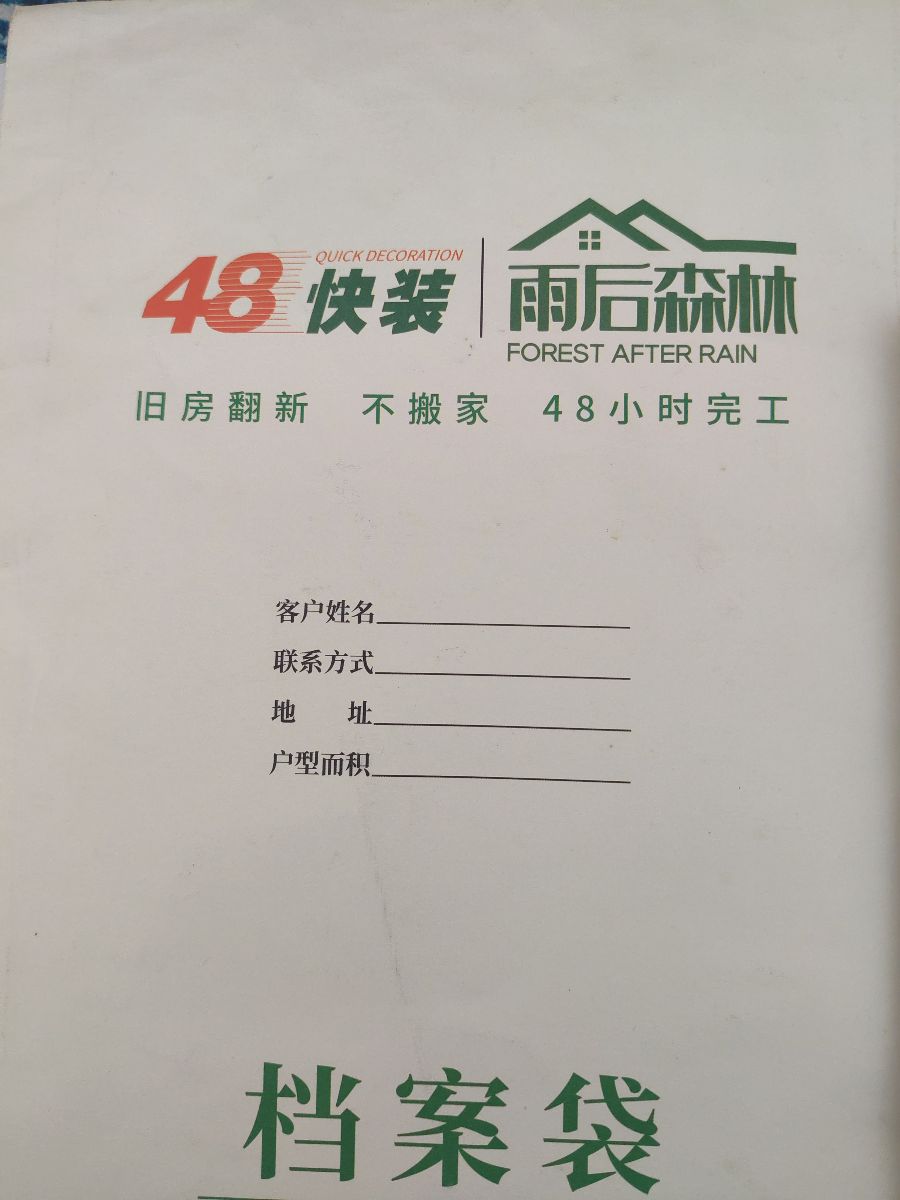 48快装 QUICK DECORATION
雨后森林
FOREST AFTER RAIN
旧房翻新 不搬家 48小时完工
客户姓名
联系方式
地 址
户型面积
档案袋